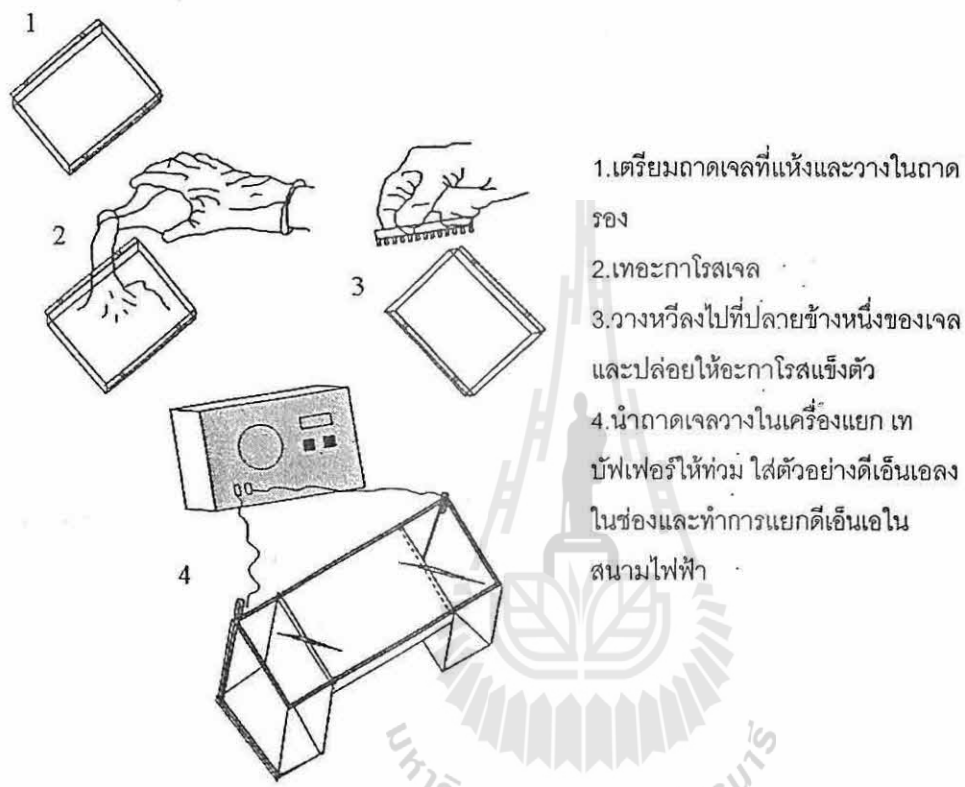 1
2
3
4
1.เตรียมถาดเจลที่แห้งและวางในถาด
รอง
2.เทอะกาโรสเจล
3.วางหวีลงไปที่ปลายข้างหนึ่งของเจล
และปล่อยให้อะกาโรสแข็งตัว
4.นำถาดเจลวางในเครื่องแยก เท
บัฟเฟอร์ให้ท่วม ใส่ตัวอย่างดีเอ็นเอลง
ในช่องและทำการแยกดีเอ็นเอใน
สนามไฟฟ้า